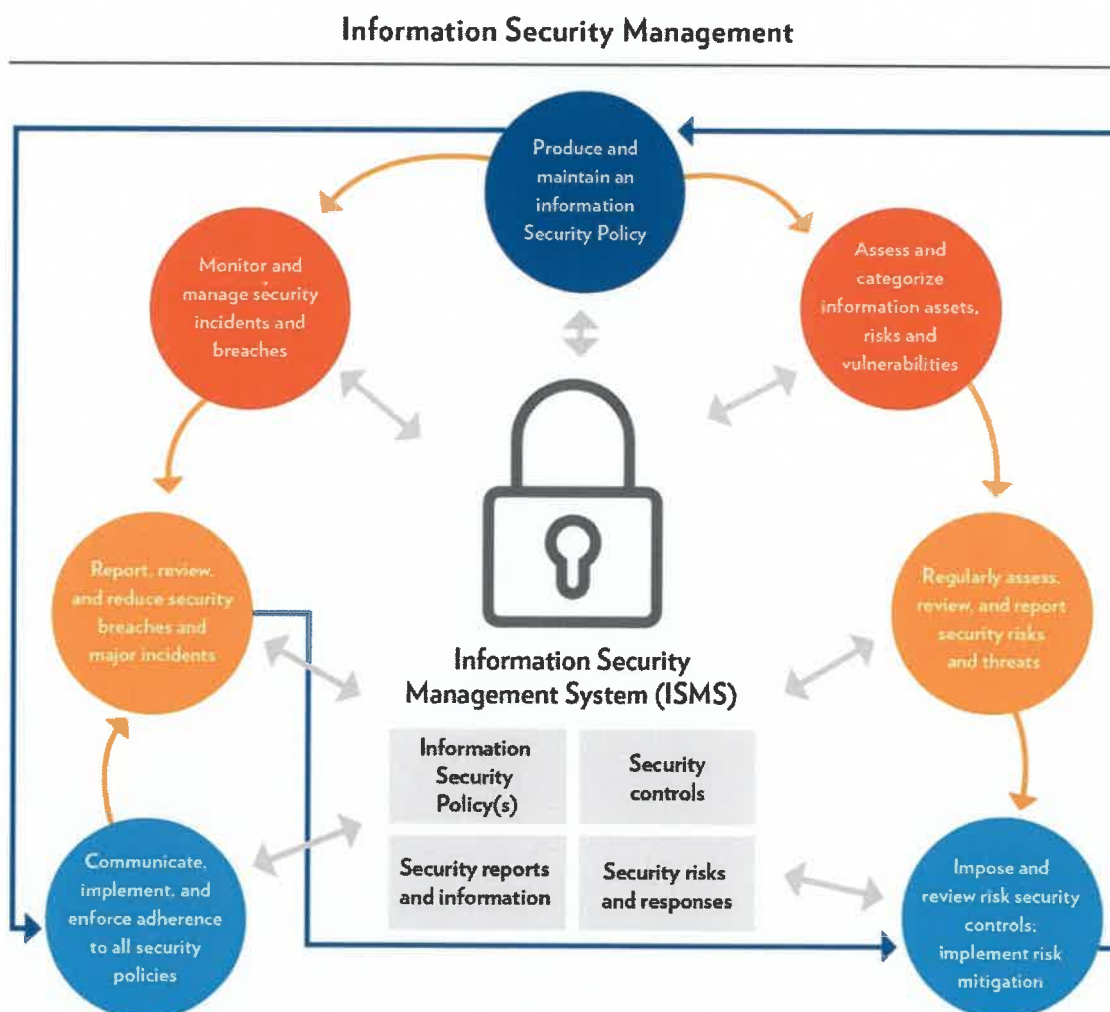 Information Security Management
Produce and
maintain an
information
Security Policy
Monitor and
manage security
incidents and
breaches
Assess and
categorize
information assets,
risks and
vulnerabilities
Report, review,
and reduce security
breaches and
major incidents
Regularly assess,
review, and report
security risks
and threats
Information Security
Management System (ISMS)
Information
Security
Policy(s)
Security
controls
Security reports
and information
Security risks
and responses
Communicate,
implement, and
enforce adherence
to all security
policies
Impose and
review risk security
controls;
implement risk
mitigation